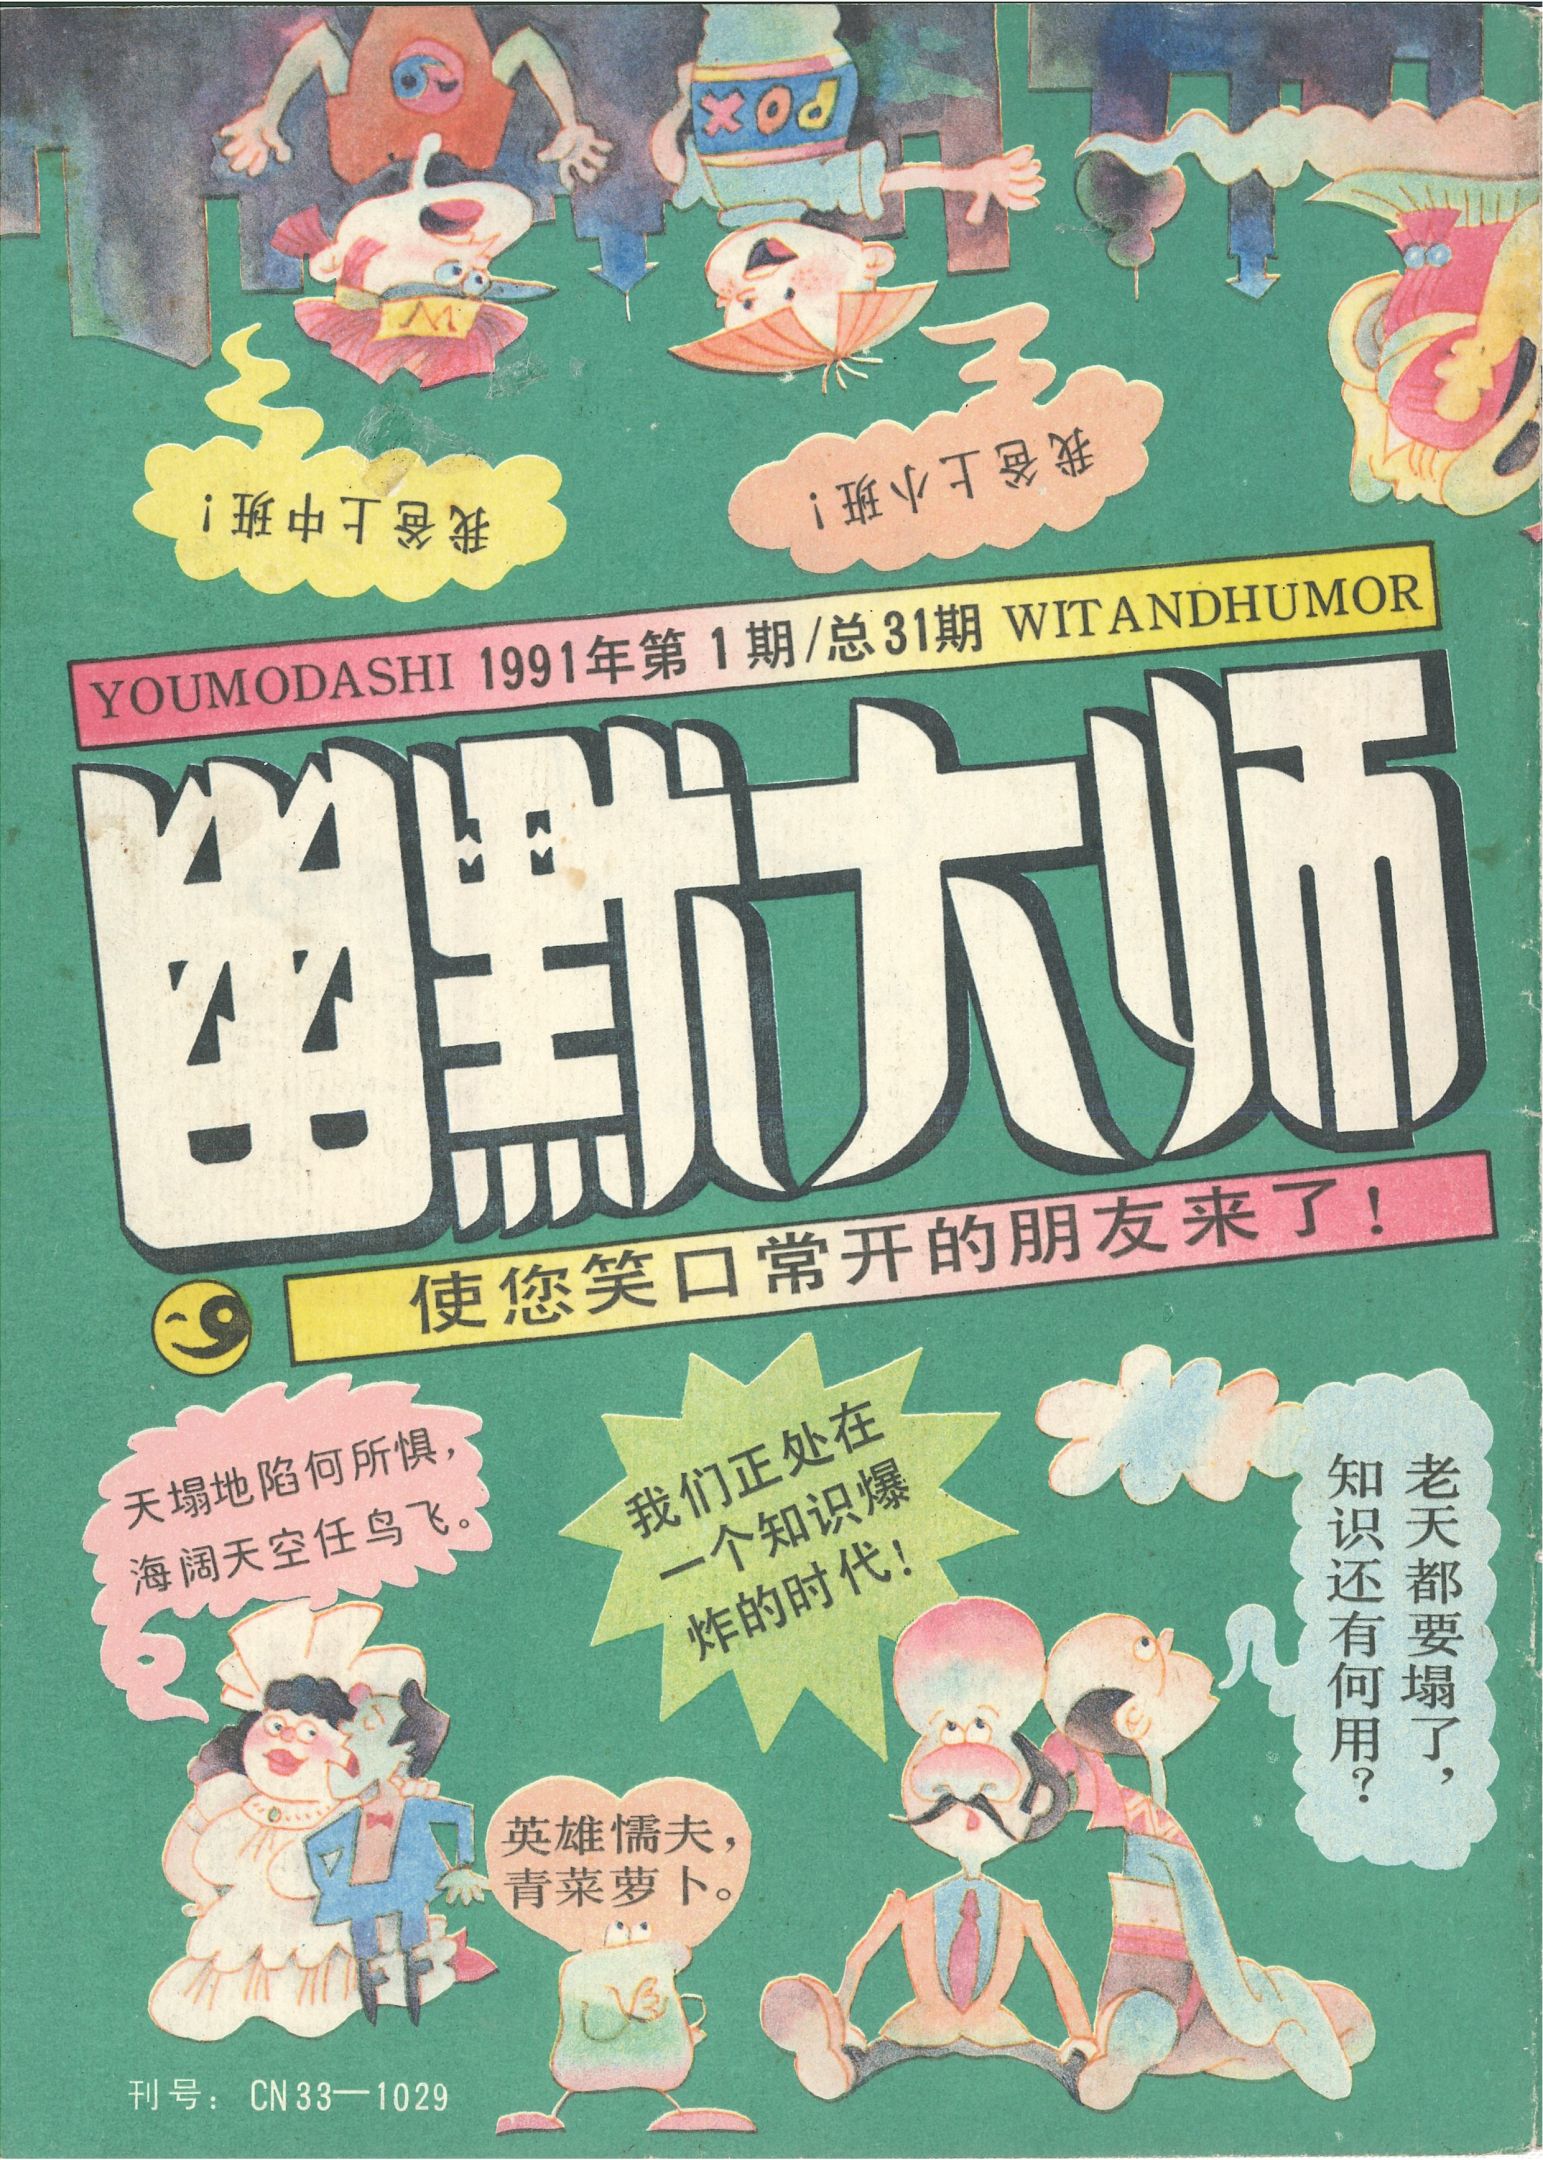 POX
W
我爸上中班！
我爸上小班！
YOUMODASHI 1991年第1期/总31期 WITANDHUMOR
幽默大师
使您笑口常开的朋友来了！
天塌地陷何所惧，
海阔天空任鸟飞。
我们正处在
一个知识爆
炸的时代！
老天都要塌了，
知识还有何用？
英雄懦夫，
青菜萝卜。
刊号：CN33—1029